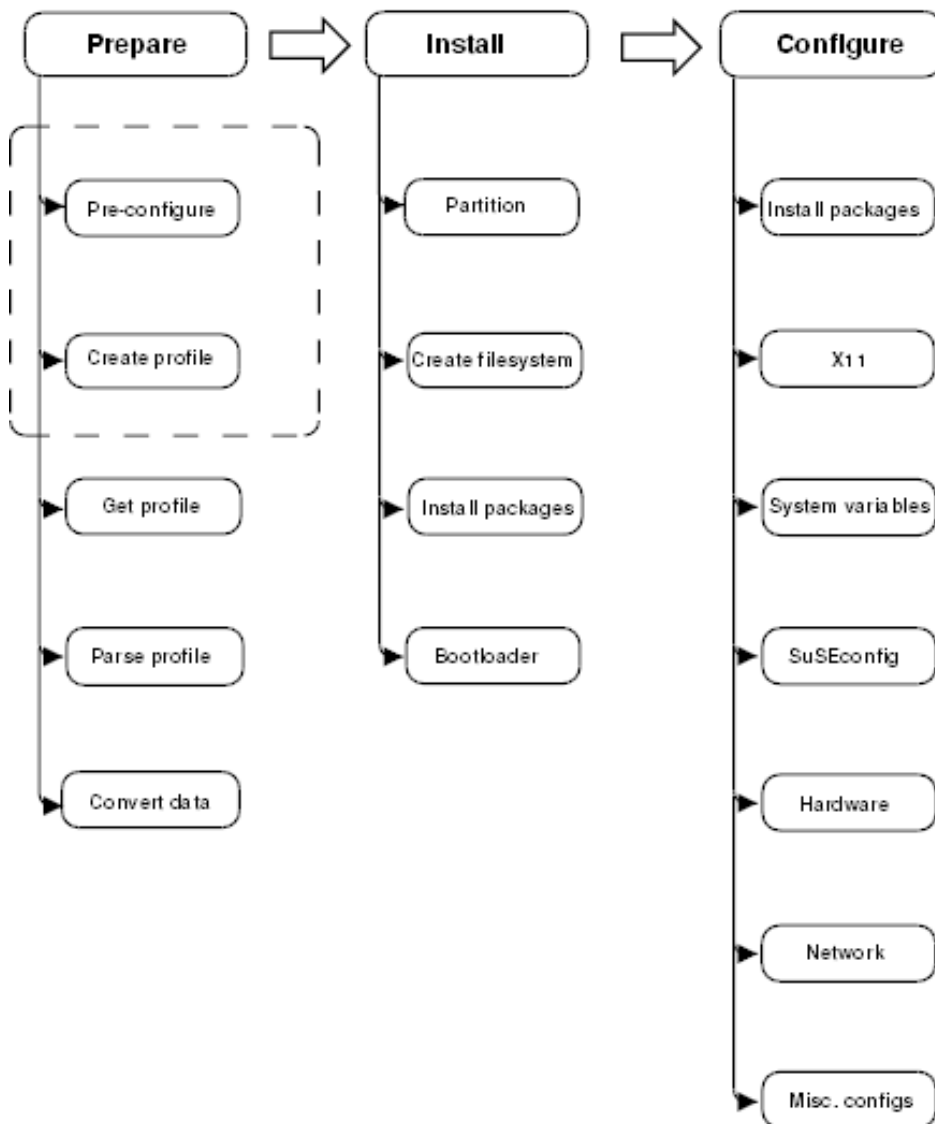 Prepare
Install
Configure
Pre-configure
Partition
Install packages
Create profile
Create filesystem
X11
Get profile
Install packages
System variables
Parse profile
Bootloader
SuSEconfig
Convert data
Hardware
Network
Misc. configs